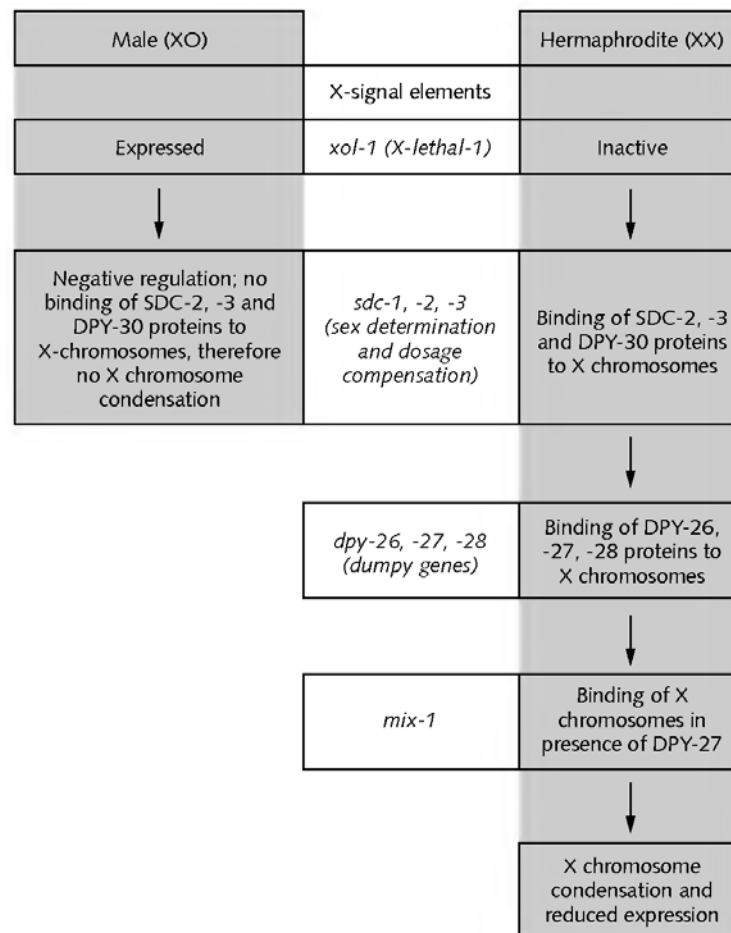 Male (XO)
Hermaphrodite (XX)
X-signal elements
Expressed
xol-1 (X-lethal-1)
Inactive
Negative regulation; no
binding of SDC-2, -3 and
DPY-30 proteins to
X-chromosomes, therefore
no X chromosome
condensation
sdc-1, -2, -3
(sex determination
and dosage
compensation)
Binding of SDC-2, -3
and DPY-30 proteins
to X chromosomes
dpy-26, -27, -28
(dumpy genes)
Binding of DPY-26,
-27, -28 proteins to
X chromosomes
mix-1
Binding of X
chromosomes in
presence of DPY-27
X chromosome
condensation and
reduced expression